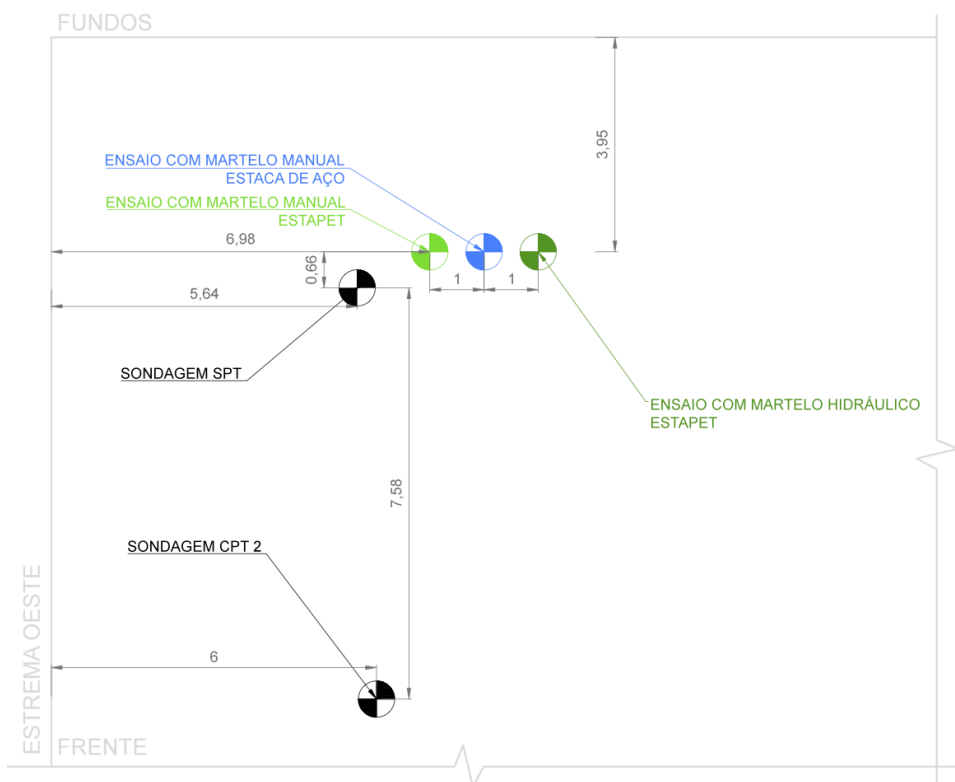 FUNDOS
3,95
ENSAIO COM MARTELO MANUAL
ESTACA DE AÇO
ENSAIO COM MARTELO MANUAL
ESTAPET
6,98
0,66
1
1
5,64
SONDAGEM SPT
ENSAIO COM MARTELO HIDRÁULICO
ESTAPET
7,58
SONDAGEM CPT 2
6
ESTREMA OESTE
FRENTE